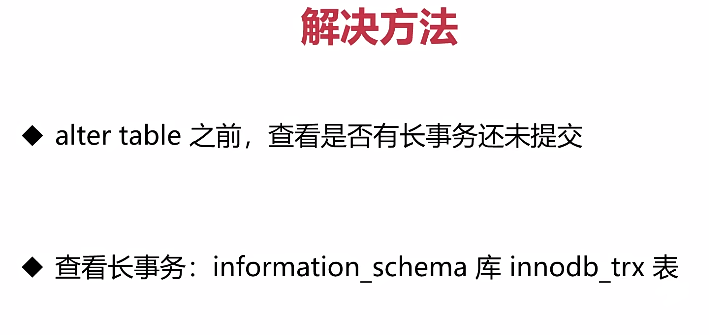 解决方法
◆ alter table 之前，查看是否有长事务还未提交
◆ 查看长事务：information_schema 库 innodb_trx 表